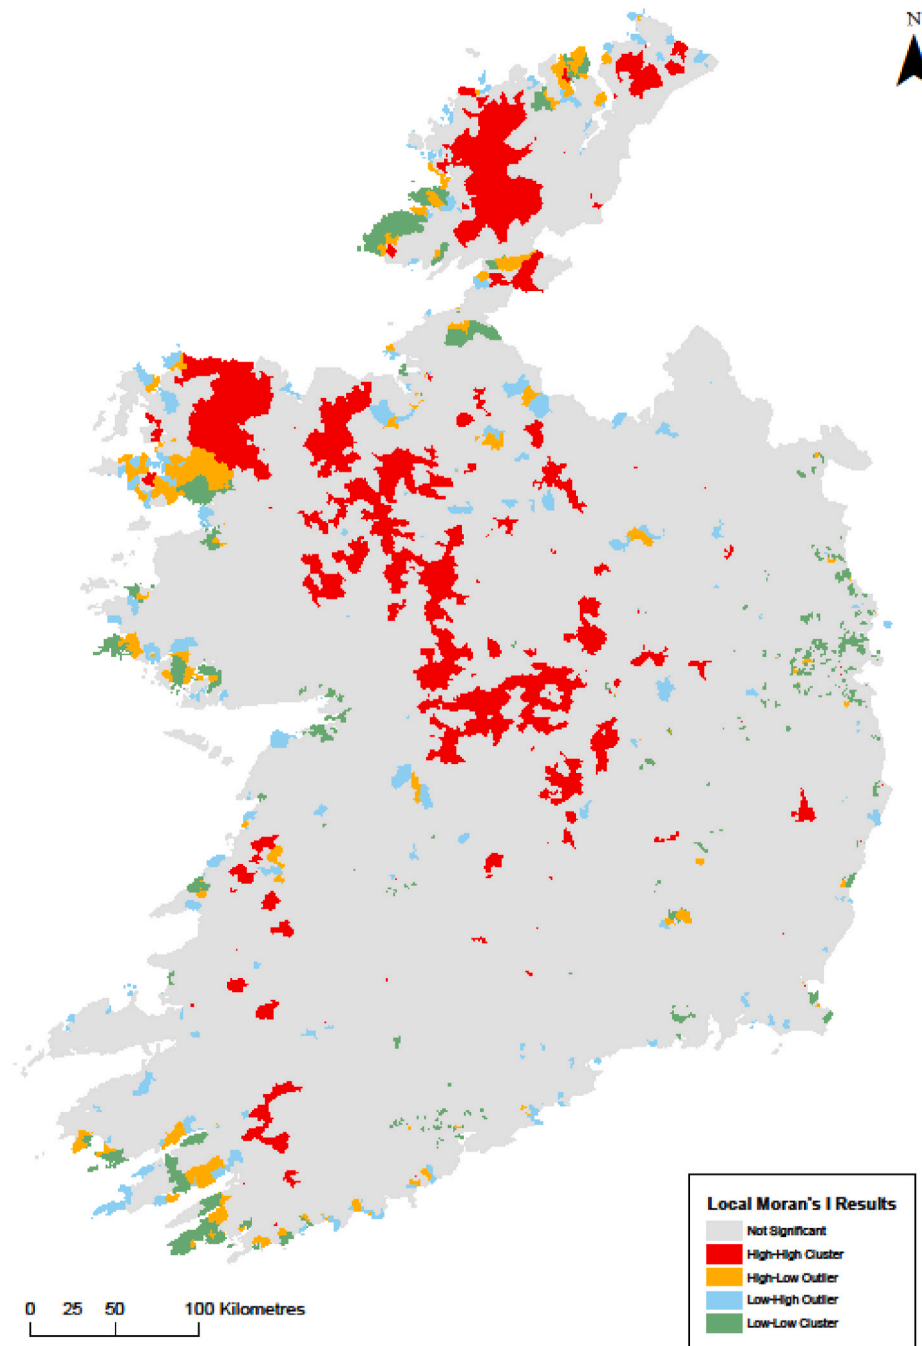 N
Local Moran's I Results
Not Significant
High-High Cluster
High-Low Outlier
Low-High Outlier
Low-Low Cluster
0 25 50 100 Kilometres